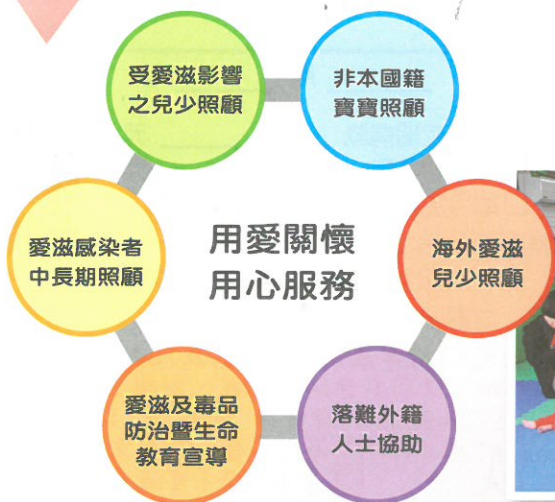 受愛滋影響
之兒少照顧
非本國籍
寶寶照顧
愛滋感染者
中長期照顧
用愛關懷
用心服務
海外愛滋
兒少照顧
愛滋及毒品
防治暨生命
教育宣導
落難外籍
人士協助